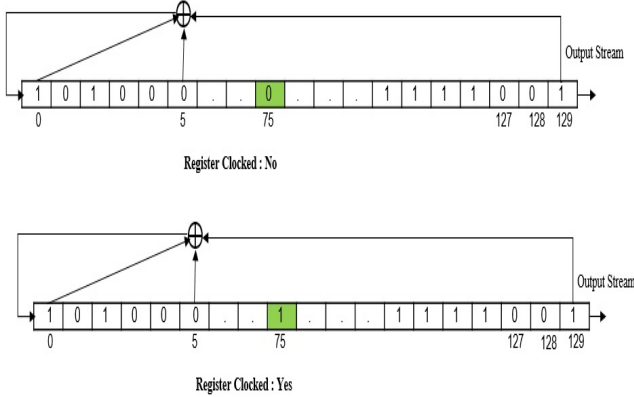 Output Stream
1 0 1 0 0 0 . . 0 . . . 1 1 1 1 0 0 1
0 5 75 127 128 129
Register Clocked : No
Output Stream
1 0 1 0 0 0 . . 1 . . . 1 1 1 1 0 0 1
0 5 75 127 128 129
Register Clocked : Yes